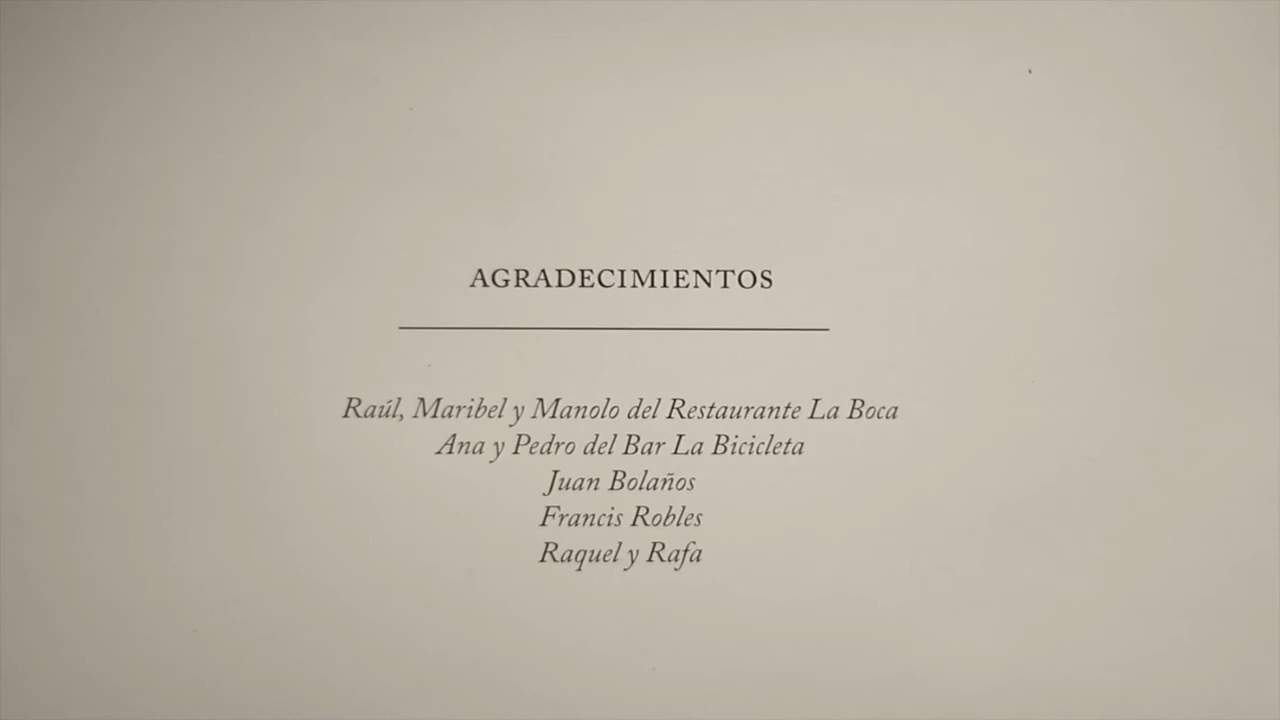 AGRADECIMIENTOS
Raúl, Maribel y Manolo del Restaurante La Boca
Ana y Pedro del Bar La Bicicleta
Juan Bolaños
Francis Robles
Raquel y Rafa